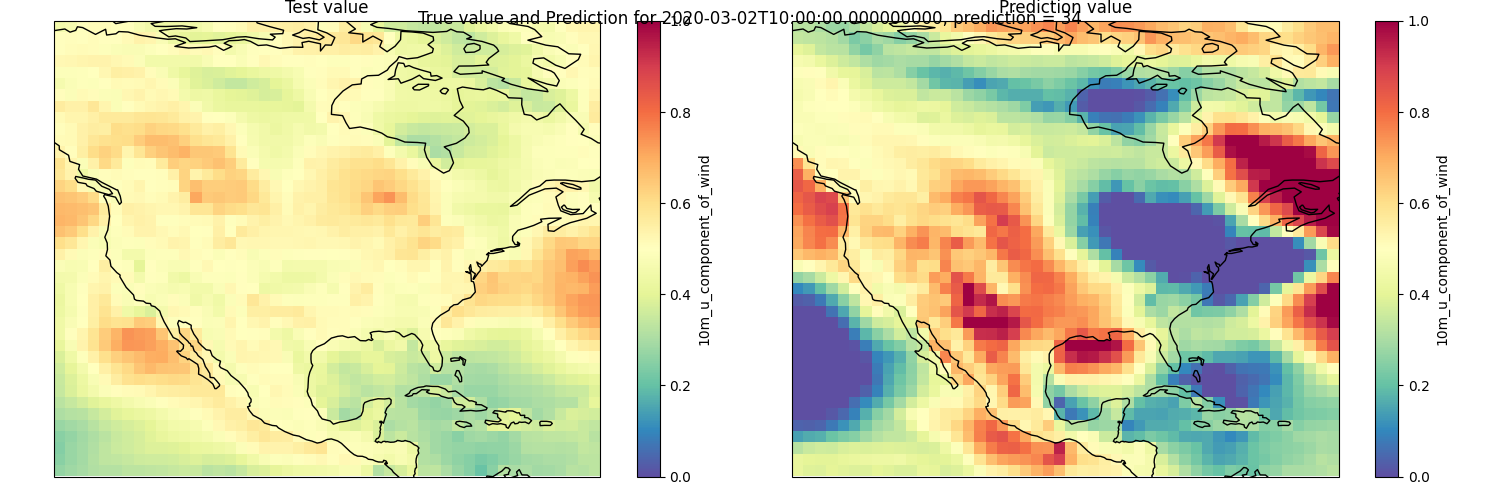 Test value
True value and Prediction for 2020-03-02T10:00:00.000000000, prediction = 34
Prediction value
1.0
0.8
0.6
0.4
0.2
0.0
10m_u_component_of_wind
1.0
0.8
0.6
0.4
0.2
0.0
10m_u_component_of_wind